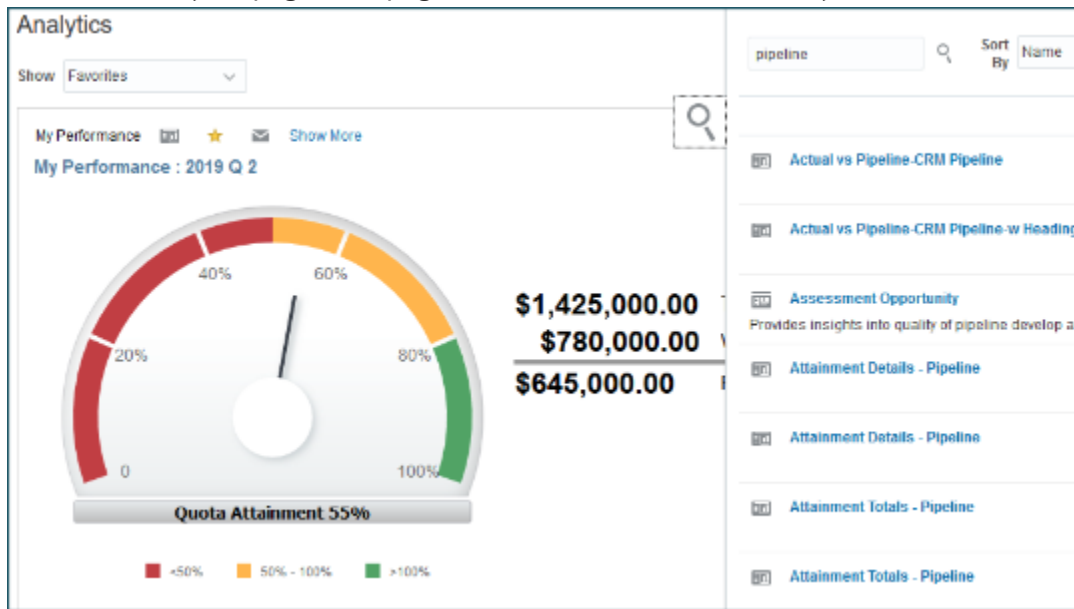 Analytics
Show Favorites
My Performance Show More
My Performance : 2019 Q 2
40% 60%
20% 80%
0 100%
Quota Attainment 55%
<50% 50% - 100% >100%
$1,425,000.00
$780,000.00
$645,000.00
pipeline Sort By Name
Actual vs Pipeline-CRM Pipeline
Actual vs Pipeline-CRM Pipeline-w Heading
Assessment Opportunity
Provides insights into quality of pipeline develop a
Attainment Details - Pipeline
Attainment Details - Pipeline
Attainment Totals - Pipeline
Attainment Totals - Pipeline